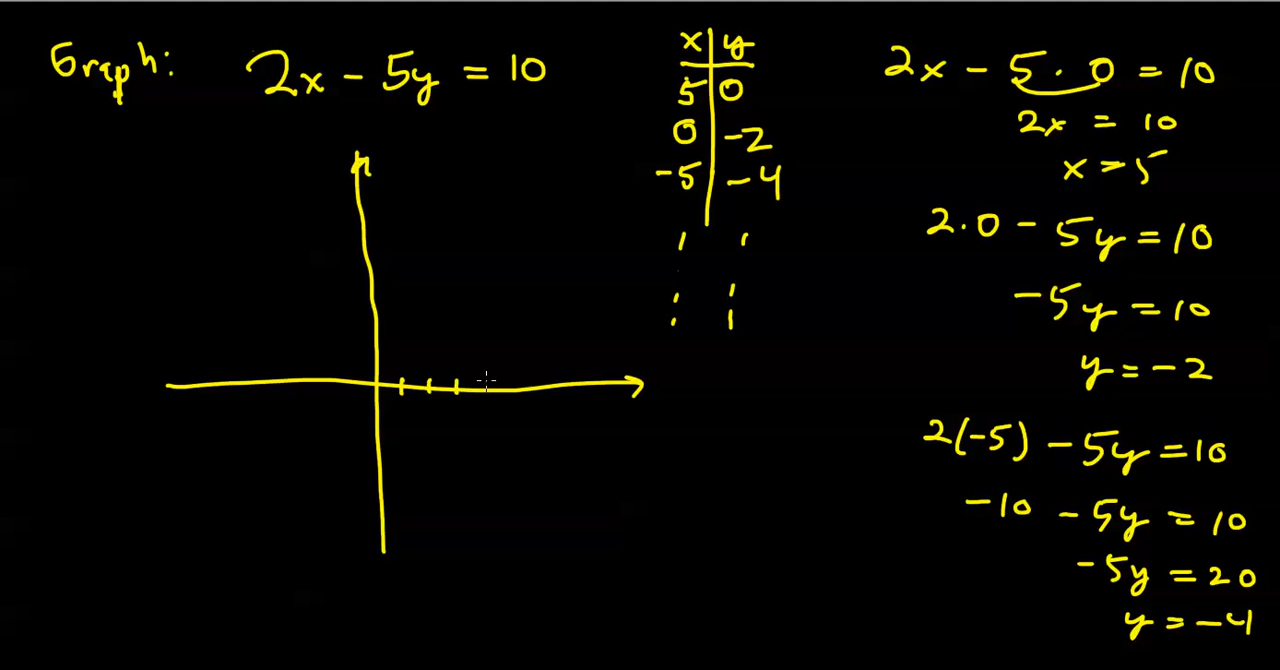 Graph: 2x - 5y = 10
x y
5 0
0 -2
-5 -4
2x - 5 · 0 = 10
2x = 10
x = 5
2 · 0 - 5y = 10
-5y = 10
y = -2
2(-5) - 5y = 10
-10 - 5y = 10
-5y = 20
y = -4